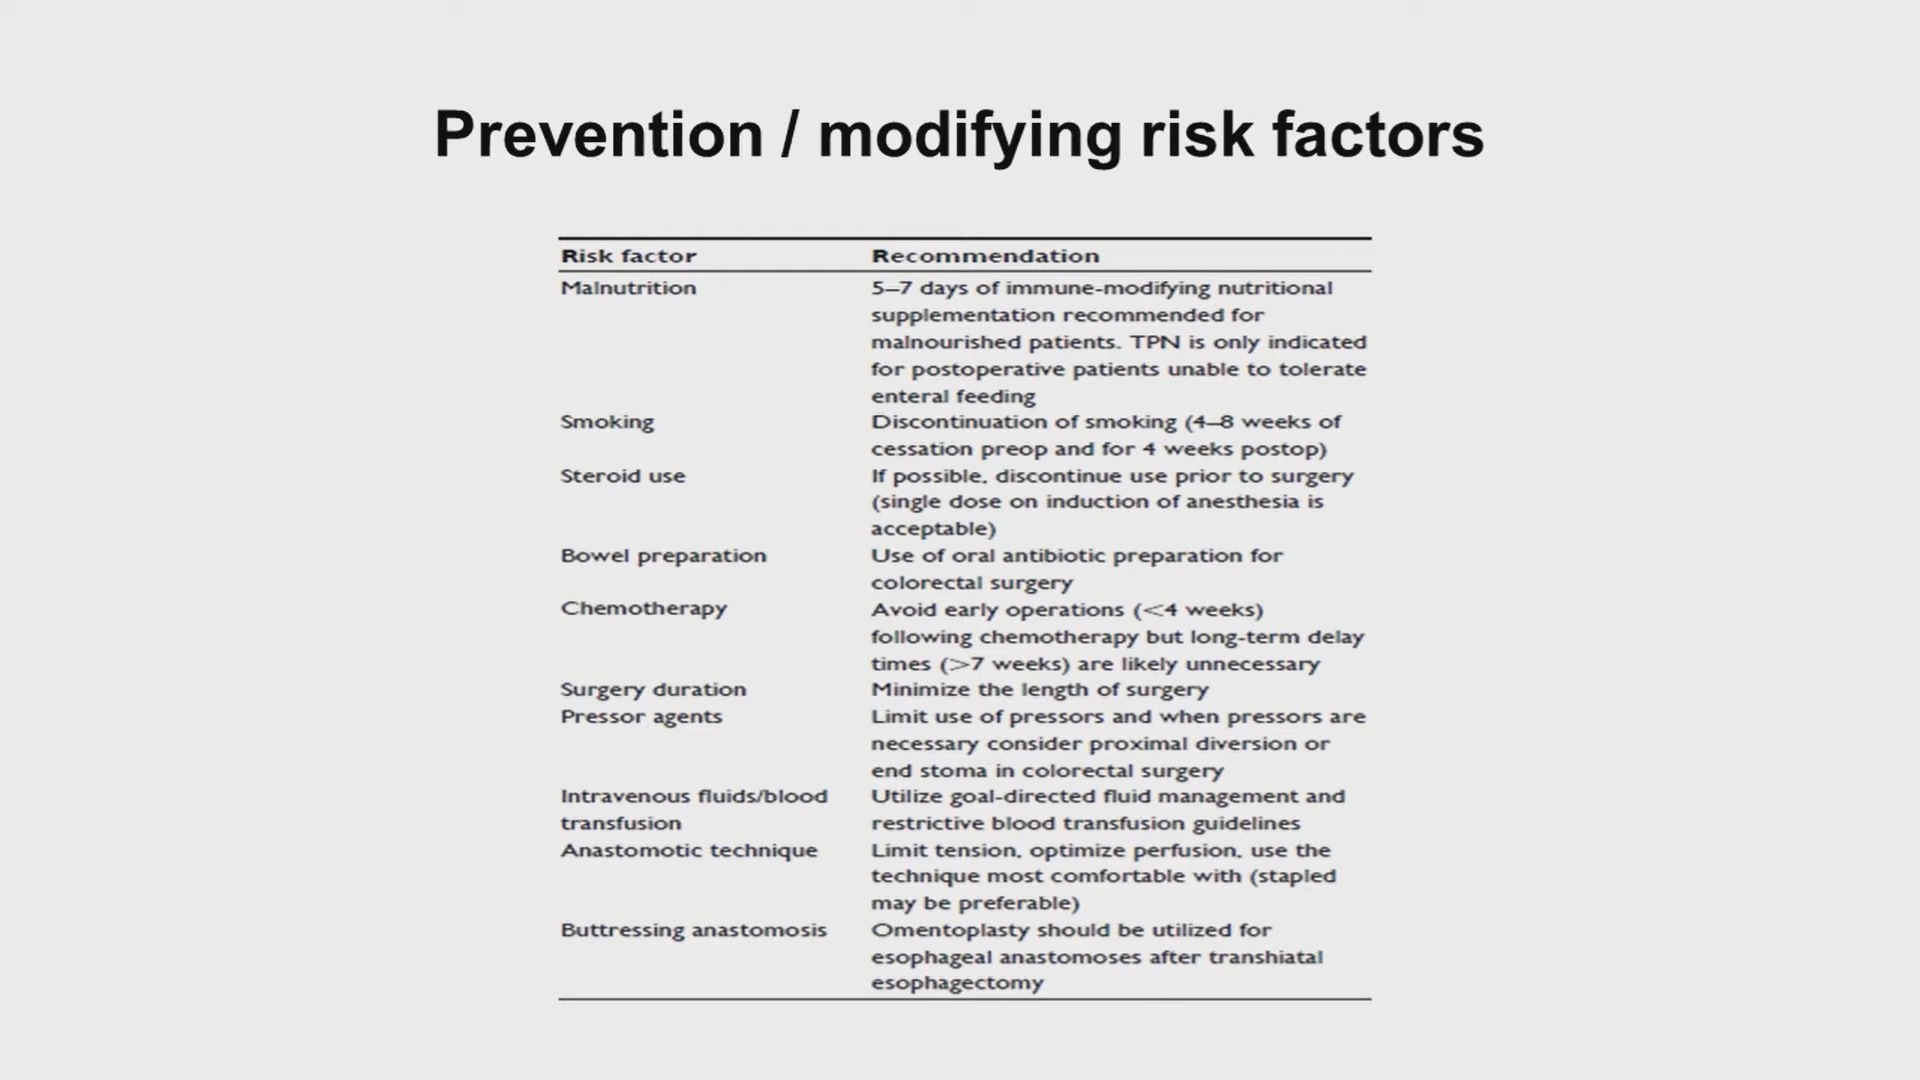 Prevention / modifying risk factors
Risk factor Recommendation
Malnutrition 5–7 days of immune-modifying nutritional
supplementation recommended for
malnourished patients. TPN is only indicated
for postoperative patients unable to tolerate
enteral feeding
Smoking Discontinuation of smoking (4–8 weeks of
cessation preop and for 4 weeks postop)
Steroid use If possible, discontinue use prior to surgery
(single dose on induction of anesthesia is
acceptable)
Bowel preparation Use of oral antibiotic preparation for
colorectal surgery
Chemotherapy Avoid early operations (<4 weeks)
following chemotherapy but long-term delay
times (>7 weeks) are likely unnecessary
Surgery duration Minimize the length of surgery
Pressor agents Limit use of pressors and when pressors are
necessary consider proximal diversion or
end stoma in colorectal surgery
Intravenous fluids/blood Utilize goal-directed fluid management and
transfusion restrictive blood transfusion guidelines
Anastomotic technique Limit tension, optimize perfusion, use the
technique most comfortable with (stapled
may be preferable)
Buttressing anastomosis Omentoplasty should be utilized for
esophageal anastomoses after transhiatal
esophagectomy